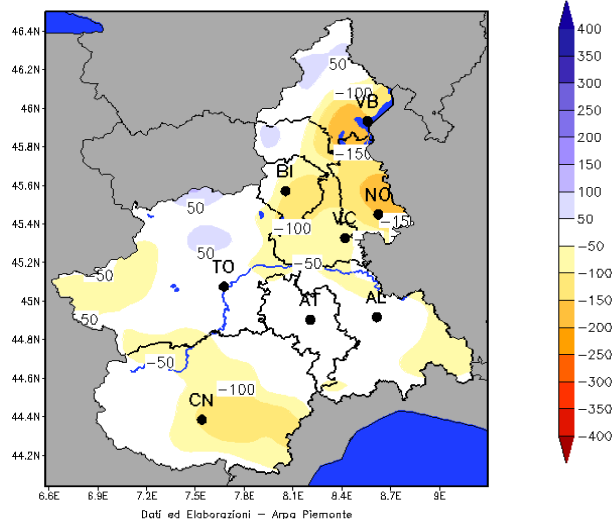 46.4N
46.2N
46N
45.8N
45.6N
45.4N
45.2N
45N
44.8N
44.6N
44.4N
44.2N
50
-100
VB
-150
BI
NO
50
-15
-100
VC
50
-50
TO
-50
AT
AL
-50
-50
-100
CN
6.6E 6.9E 7.2E 7.5E 7.8E 8.1E 8.4E 8.7E 9E
Dati ed Elaborazioni - Arpa Piemonte
400
350
300
250
200
150
100
50
-50
-100
-150
-200
-250
-300
-350
-400